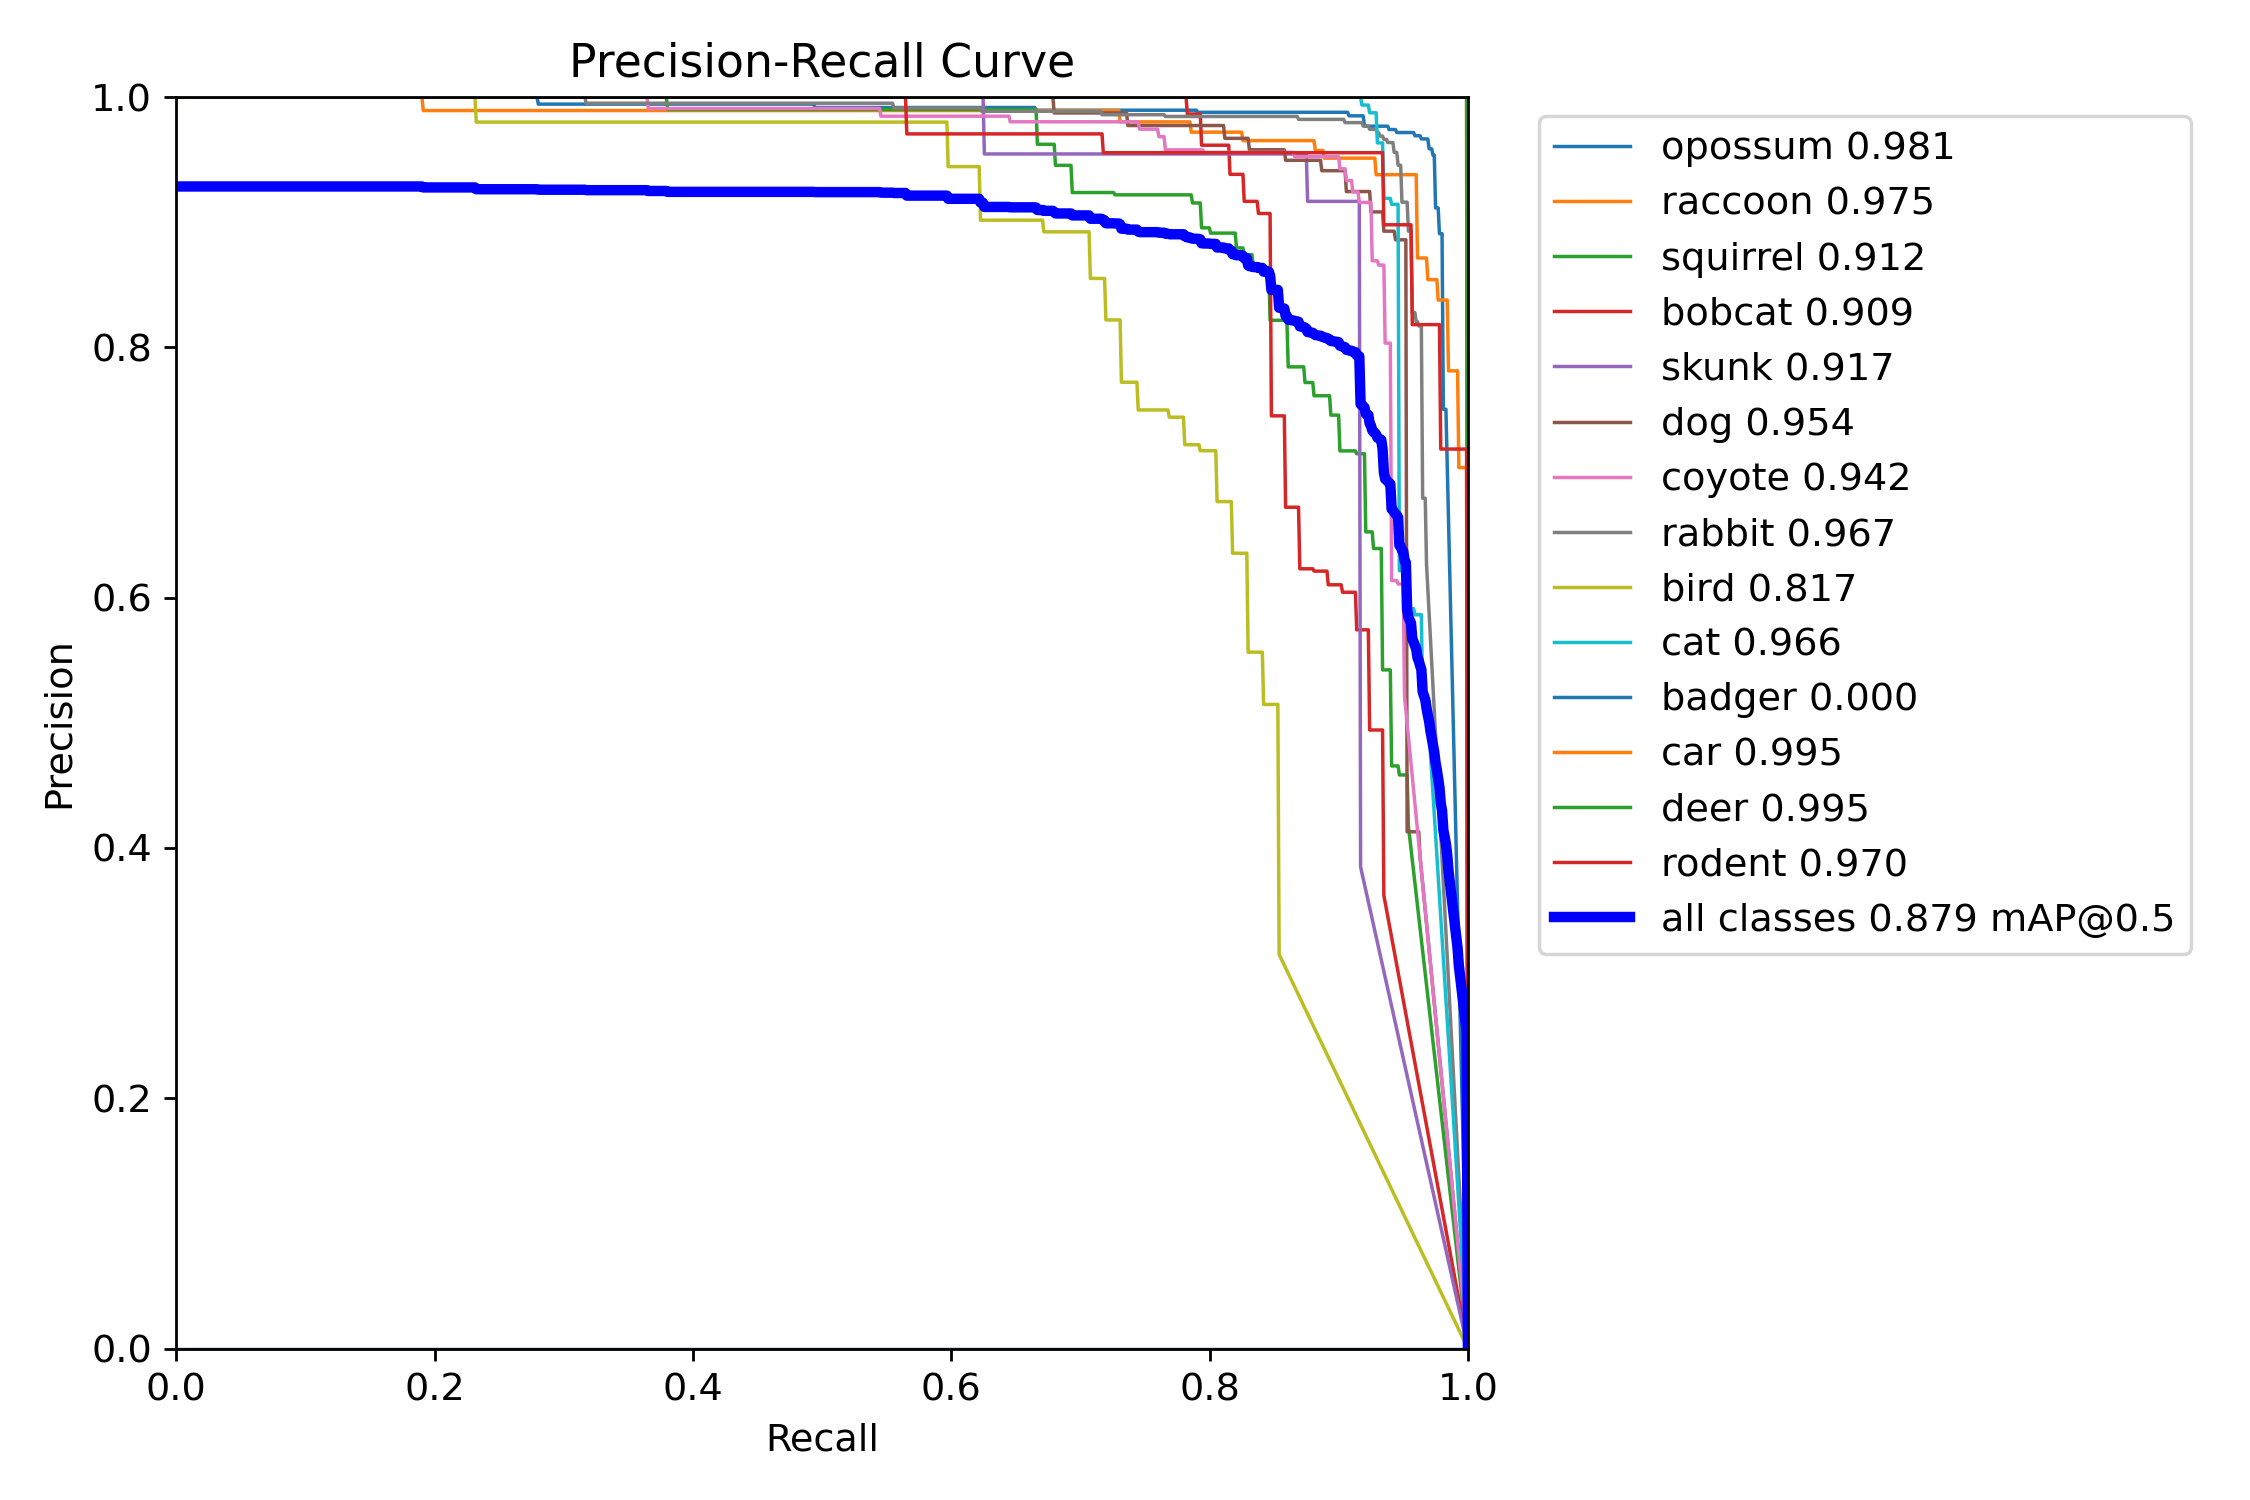 Precision-Recall Curve
1.0
0.8
0.6
0.4
0.2
0.0
Precision
0.0 0.2 0.4 0.6 0.8 1.0
Recall
opossum 0.981
raccoon 0.975
squirrel 0.912
bobcat 0.909
skunk 0.917
dog 0.954
coyote 0.942
rabbit 0.967
bird 0.817
cat 0.966
badger 0.000
car 0.995
deer 0.995
rodent 0.970
all classes 0.879 mAP@0.5